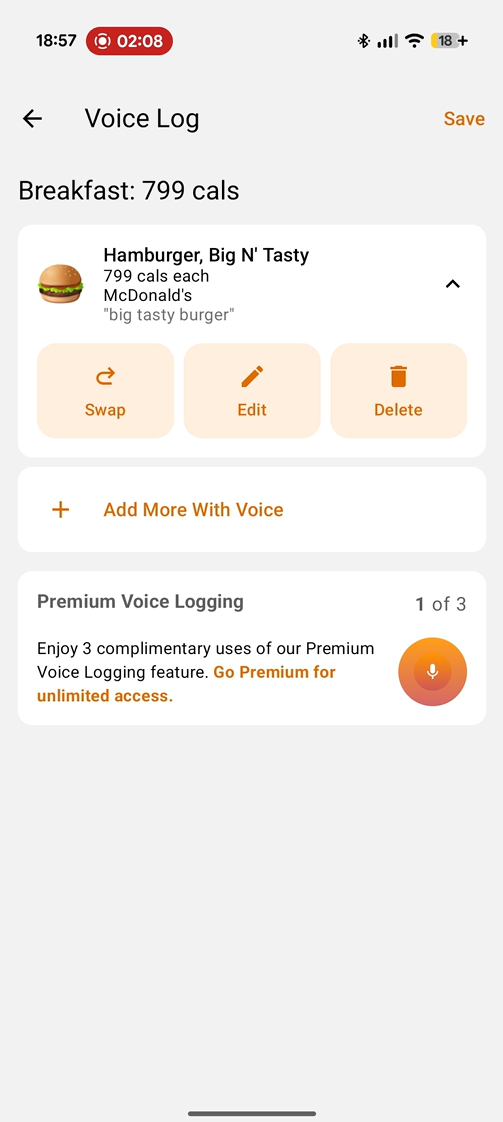 18:57
02:08
18+
Voice Log
Save
Breakfast: 799 cals
Hamburger, Big N' Tasty
799 cals each
McDonald's
"big tasty burger"
Swap
Edit
Delete
+ Add More With Voice
Premium Voice Logging
1 of 3
Enjoy 3 complimentary uses of our Premium
Voice Logging feature. Go Premium for
unlimited access.